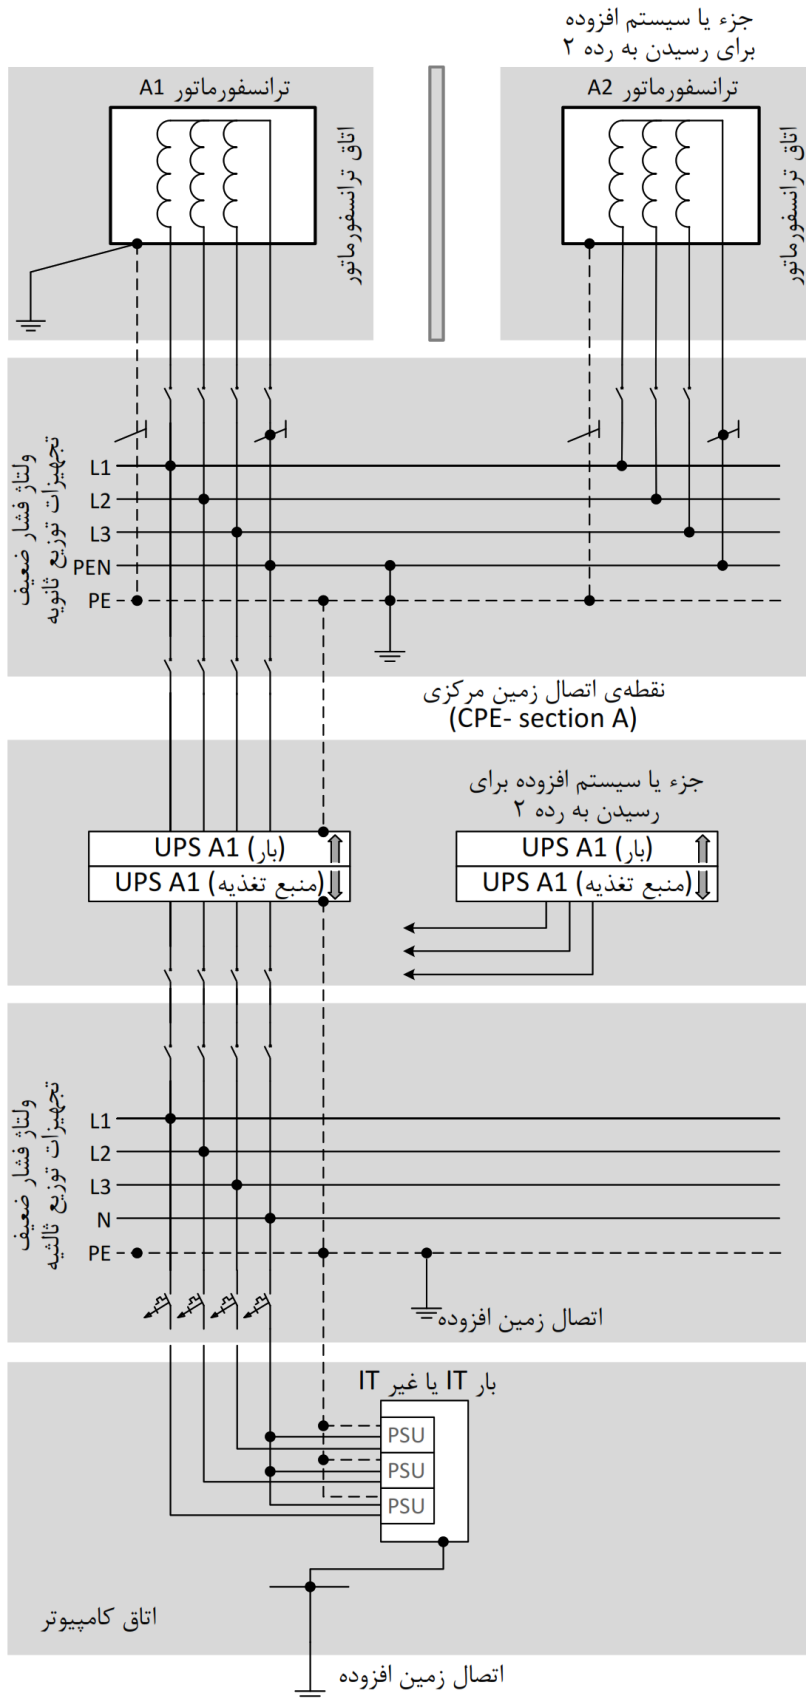 جزء یا سیستم افزوده
برای رسیدن به رده ۲
ترانسفورماتور A1
اتاق ترانسفورماتور
ترانسفورماتور A2
اتاق ترانسفورماتور
ولتاژ فشار ضعیف
تجهیزات توزیع ثانویه
L1
L2
L3
PEN
PE
نقطه‌ی اتصال زمین مرکزی
(CPE- section A)
جزء یا سیستم افزوده برای
رسیدن به رده ۲
UPS A1 (بار)
UPS A1 (منبع تغذیه)
UPS A1 (بار)
UPS A1 (منبع تغذیه)
ولتاژ فشار ضعیف
تجهیزات توزیع ثالثیه
L1
L2
L3
N
PE
اتصال زمین افزوده
بار IT یا غیر IT
PSU
PSU
PSU
اتاق کامپیوتر
اتصال زمین افزوده